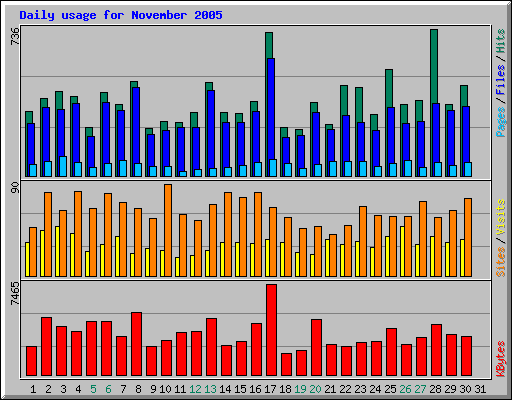 Daily usage for November 2005
736
Pages / Files / Hits
90
Sites / Visits
7465
KBytes
1 2 3 4 5 6 7 8 9 10 11 12 13 14 15 16 17 18 19 20 21 22 23 24 25 26 27 28 29 30 31